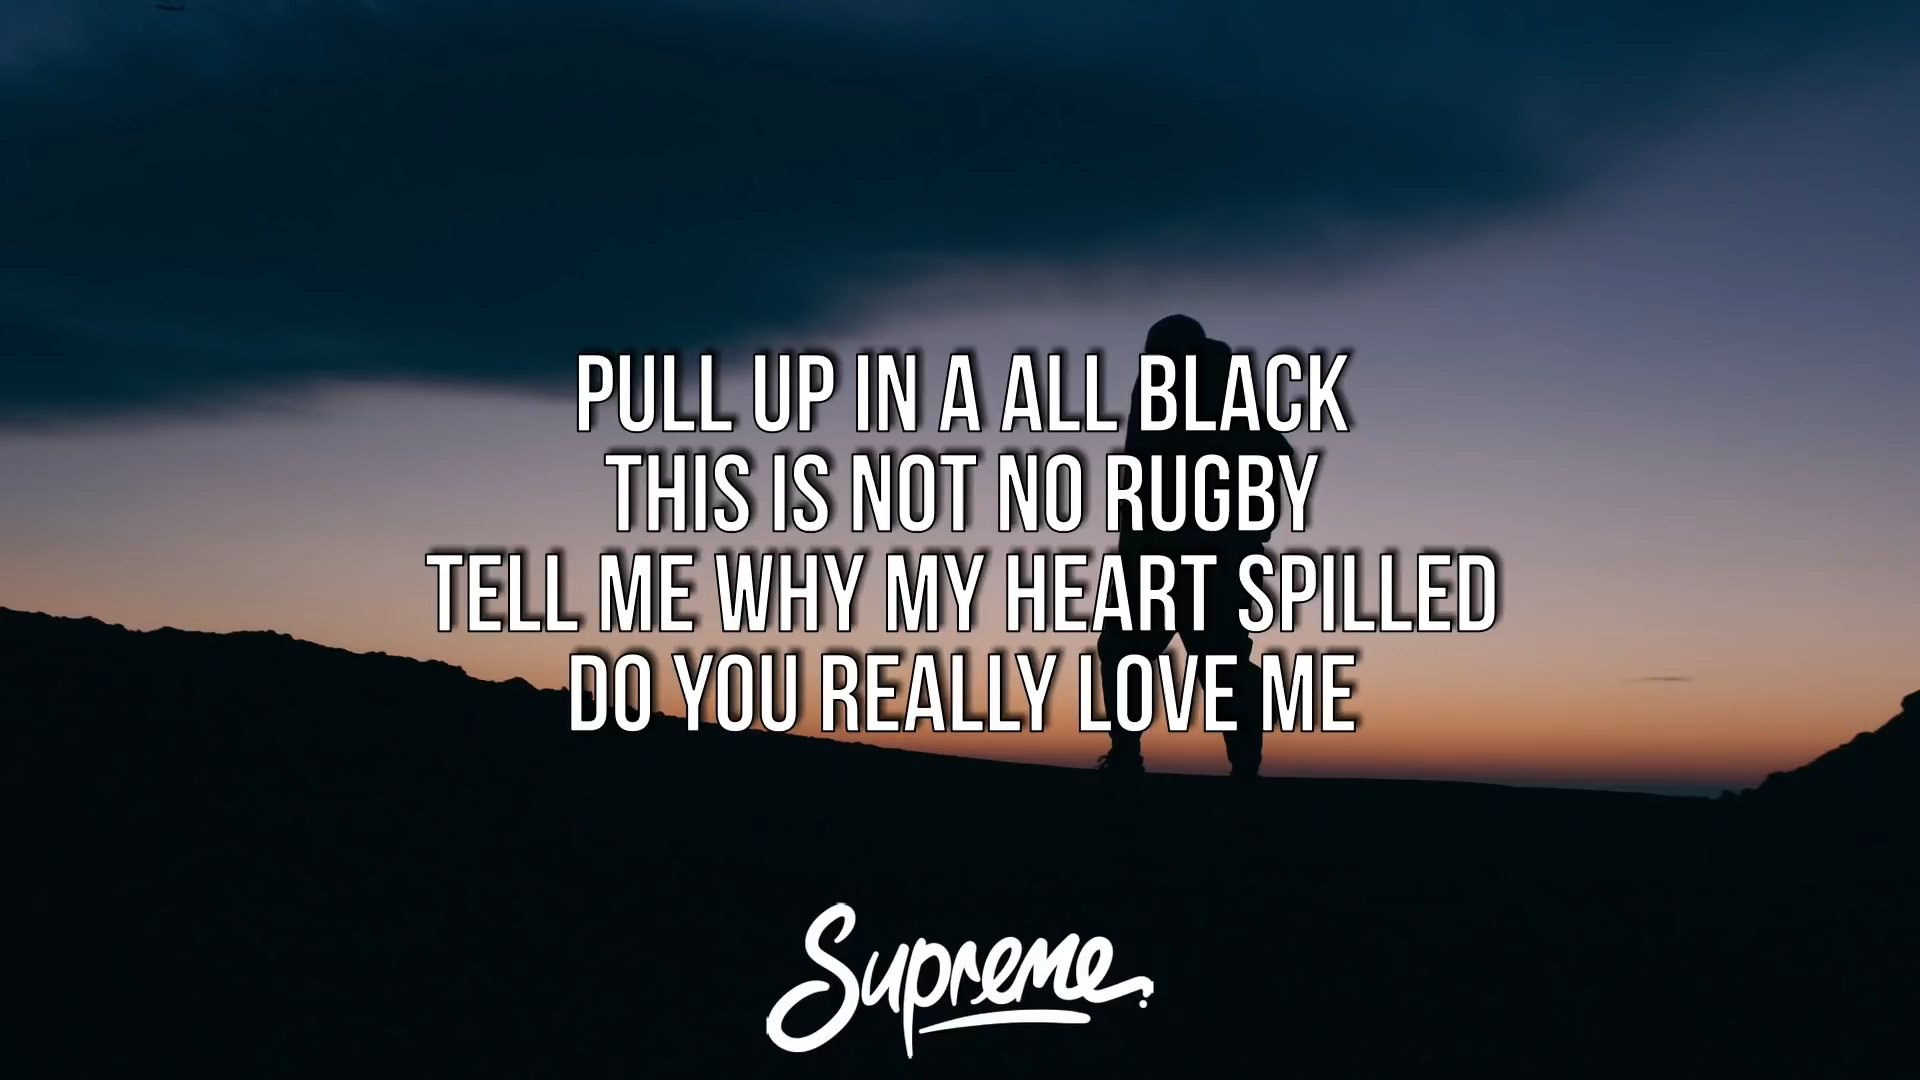 PULL UP IN A ALL BLACK
THIS IS NOT NO RUGBY
TELL ME WHY MY HEART SPILLED
DO YOU REALLY LOVE ME
Supreme.